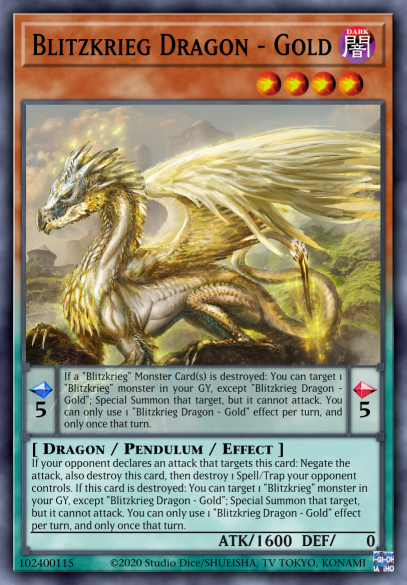 Blitzkrieg Dragon - Gold
DARK
闇
If a "Blitzkrieg" Monster Card(s) is destroyed: You can target 1
"Blitzkrieg" monster in your GY, except "Blitzkrieg Dragon -
Gold"; Special Summon that target, but it cannot attack. You
can only use 1 "Blitzkrieg Dragon - Gold" effect per turn, and
only once that turn.
5
5
[ Dragon / Pendulum / Effect ]
If your opponent declares an attack that targets this card: Negate the
attack, also destroy this card, then destroy 1 Spell/Trap your opponent
controls. If this card is destroyed: You can target 1 "Blitzkrieg" monster in
your GY, except "Blitzkrieg Dragon - Gold"; Special Summon that target,
but it cannot attack. You can only use 1 "Blitzkrieg Dragon - Gold" effect
per turn, and only once that turn.
ATK/1600 DEF/ 0
102400115
©2020 Studio Dice/SHUEISHA, TV TOKYO, KONAMI